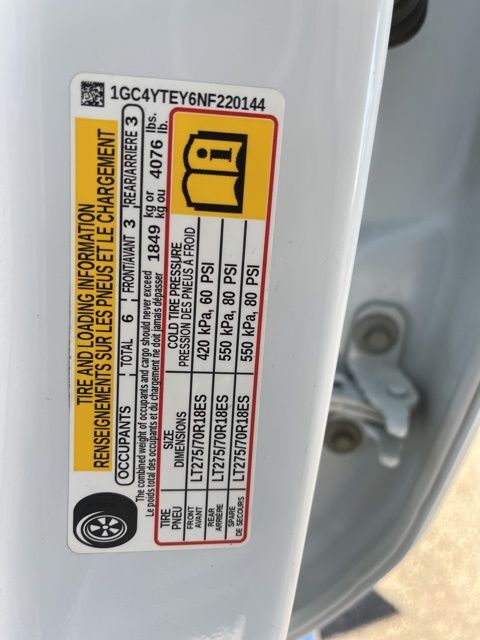 1GC4YTEY6NF220144
TIRE AND LOADING INFORMATION
RENSEIGNEMENTS SUR LES PNEUS ET LE CHARGEMENT
OCCUPANTS TOTAL 6 FRONT/AVANT 3 REAR/ARRIÈRE 3
The combined weight of occupants and cargo should never exceed 1849 kg or 4076 lbs.
Le poids total des occupants et du chargement ne doit jamais dépasser kg ou lb.
TIRE SIZE COLD TIRE PRESSURE
PNEU DIMENSIONS PRESSION DES PNEUS À FROID
FRONT
AVANT LT275/70R18ES 420 kPa, 60 PSI
REAR
ARRIÈRE LT275/70R18ES 550 kPa, 80 PSI
SPARE
DE SECOURS LT275/70R18ES 550 kPa, 80 PSI